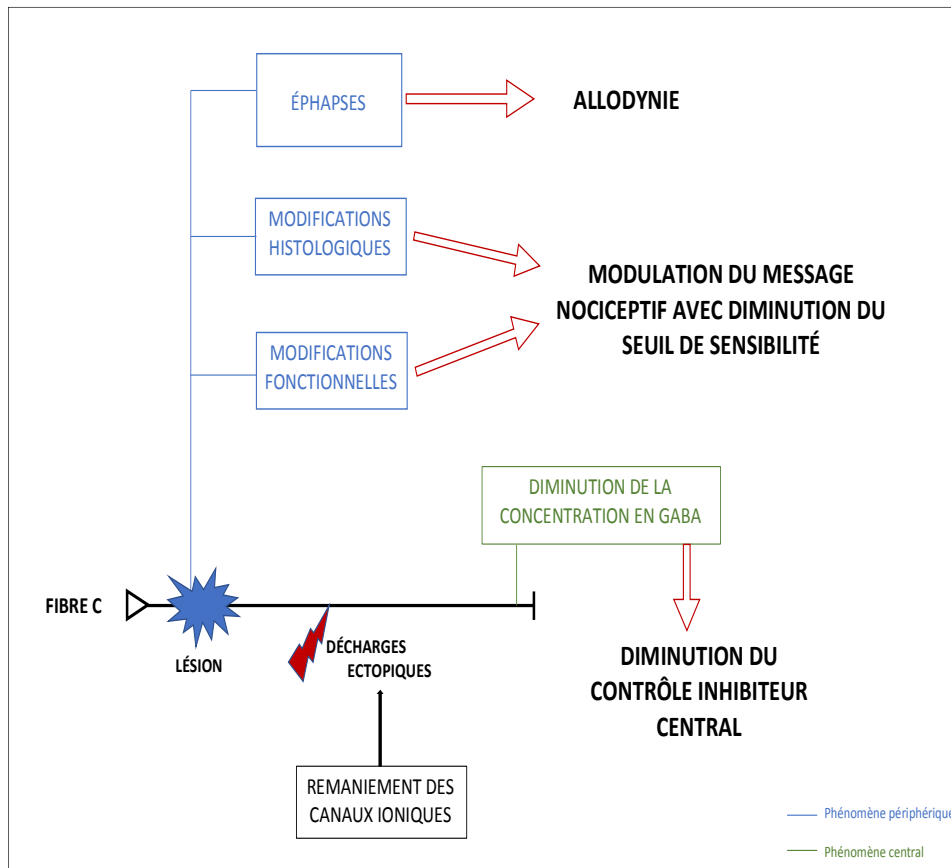 ÉPHAPSES
ALLODYNIE
MODIFICATIONS
HISTOLOGIQUES
MODULATION DU MESSAGE
NOCICEPTIF AVEC DIMINUTION DU
SEUIL DE SENSIBILITÉ
MODIFICATIONS
FONCTIONNELLES
DIMINUTION DE LA
CONCENTRATION EN GABA
FIBRE C
LÉSION
DÉCHARGES
ECTOPIQUES
DIMINUTION DU
CONTRÔLE INHIBITEUR
CENTRAL
REMANIEMENT DES
CANAUX IONIQUES
Phénomène périphérique
Phénomène central